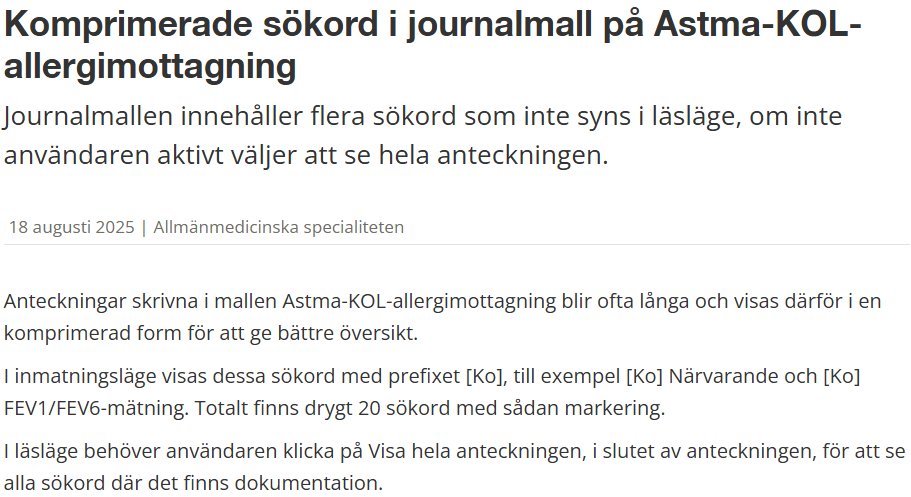 Komprimerade sökord i journalmall på Astma-KOL-
allergimottagning
Journalmallen innehåller flera sökord som inte syns i läsläge, om inte
användaren aktivt väljer att se hela anteckningen.
18 augusti 2025 | Allmänmedicinska specialiteten
Anteckningar skrivna i mallen Astma-KOL-allergimottagning blir ofta långa och visas därför i en
komprimerad form för att ge bättre översikt.
I inmatningsläge visas dessa sökord med prefixet [Ko], till exempel [Ko] Närvarande och [Ko]
FEV1/FEV6-mätning. Totalt finns drygt 20 sökord med sådan markering.
I läsläge behöver användaren klicka på Visa hela anteckningen, i slutet av anteckningen, för att se
alla sökord där det finns dokumentation.